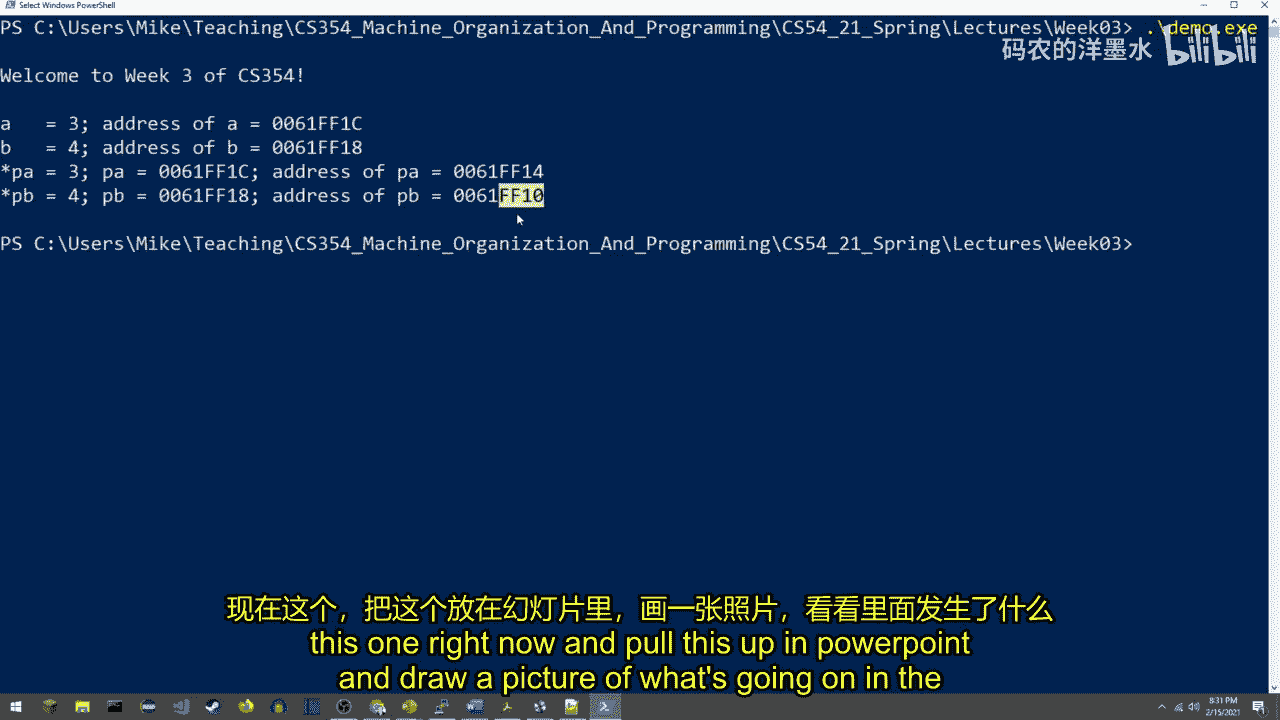 Select Windows PowerShell
PS C:\Users\Mike\Teaching\CS354_Machine_Organization_And_Programming\CS54_21_Spring\Lectures\Week03> .\demo.exe
码农的洋墨水 bilibili
Welcome to Week 3 of CS354!
a   = 3; address of a = 0061FF1C
b   = 4; address of b = 0061FF18
*pa = 3; pa = 0061FF1C; address of pa = 0061FF14
*pb = 4; pb = 0061FF18; address of pb = 0061FF10
PS C:\Users\Mike\Teaching\CS354_Machine_Organization_And_Programming\CS54_21_Spring\Lectures\Week03>
现在这个，把这个放在幻灯片里，画一张照片，看看里面发生了什么
this one right now and pull this up in powerpoint
and draw a picture of what's going on in the
8:31 PM
2/15/2021